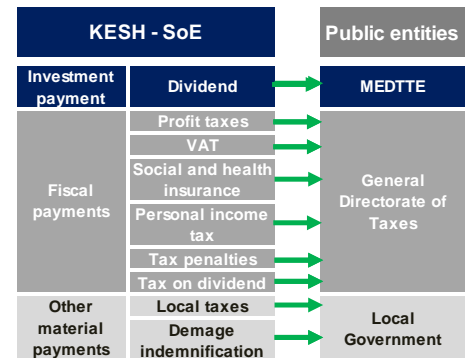 KESH - SoE
Public entities
Investment
payment
Dividend
MEDTTE
Fiscal
payments
Profit taxes
VAT
Social and health
insurance
Personal income
tax
Tax penalties
Tax on dividend
General
Directorate of
Taxes
Other
material
payments
Local taxes
Demage
indemnification
Local
Government